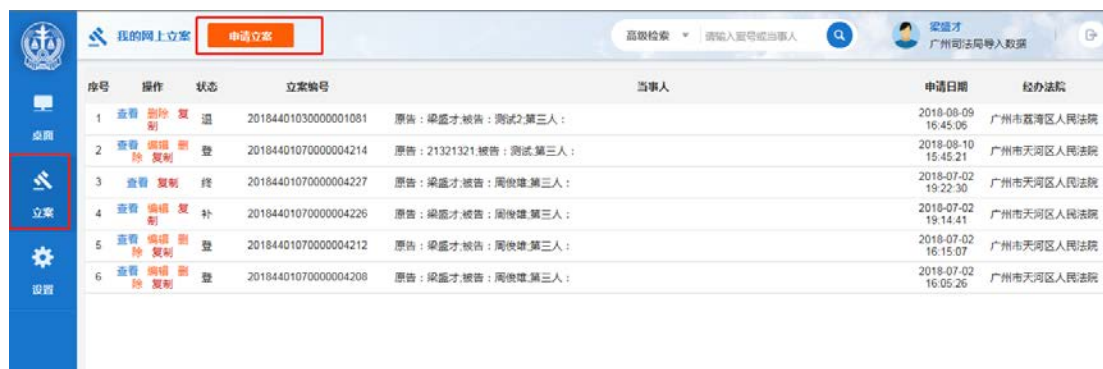 我的网上立案
申请立案
高级检索
请输入案号或当事人
梁盛才
广州司法局导入数据
桌面
立案
设置
序号 操作 状态 立案编号 当事人 申请日期 经办法院
1 查看 删除 复制 退 20184401030000001081 原告：梁盛才;被告：测试2;第三人： 2018-08-09 16:45:06 广州市荔湾区人民法院
2 查看 编辑 删除 复制 登 20184401070000004214 原告：21321321;被告：测试;第三人： 2018-08-10 15:45:21 广州市天河区人民法院
3 查看 复制 终 20184401070000004227 原告：梁盛才;被告：周俊雄;第三人： 2018-07-02 19:22:30 广州市天河区人民法院
4 查看 编辑 复制 补 20184401070000004226 原告：梁盛才;被告：周俊雄;第三人： 2018-07-02 19:14:41 广州市天河区人民法院
5 查看 编辑 删除 复制 登 20184401070000004212 原告：梁盛才;被告：周俊雄;第三人： 2018-07-02 16:15:07 广州市天河区人民法院
6 查看 编辑 删除 复制 登 20184401070000004208 原告：梁盛才;被告：周俊雄;第三人： 2018-07-02 16:05:26 广州市天河区人民法院